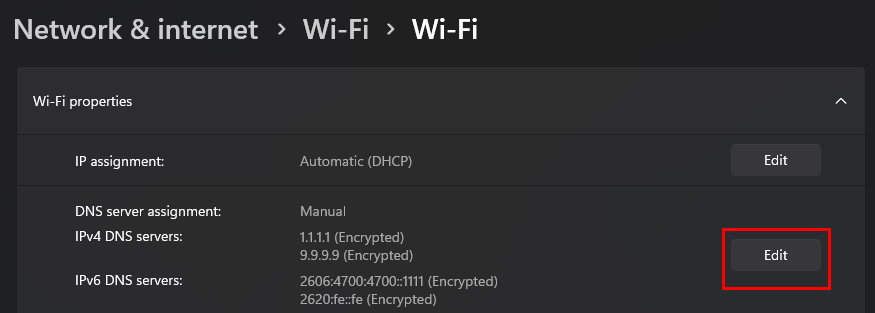 Network & internet > Wi-Fi > Wi-Fi
Wi-Fi properties
IP assignment: Automatic (DHCP) Edit
DNS server assignment: Manual
IPv4 DNS servers: 1.1.1.1 (Encrypted)
9.9.9.9 (Encrypted)
Edit
IPv6 DNS servers: 2606:4700:4700::1111 (Encrypted)
2620:fe::fe (Encrypted)